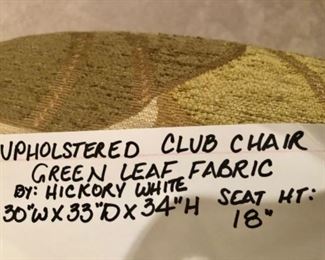 UPHOLSTERED CLUB CHAIR
GREEN LEAF FABRIC
BY: HICKORY WHITE
30"W X 33"D X 34"H SEAT HT:
18"